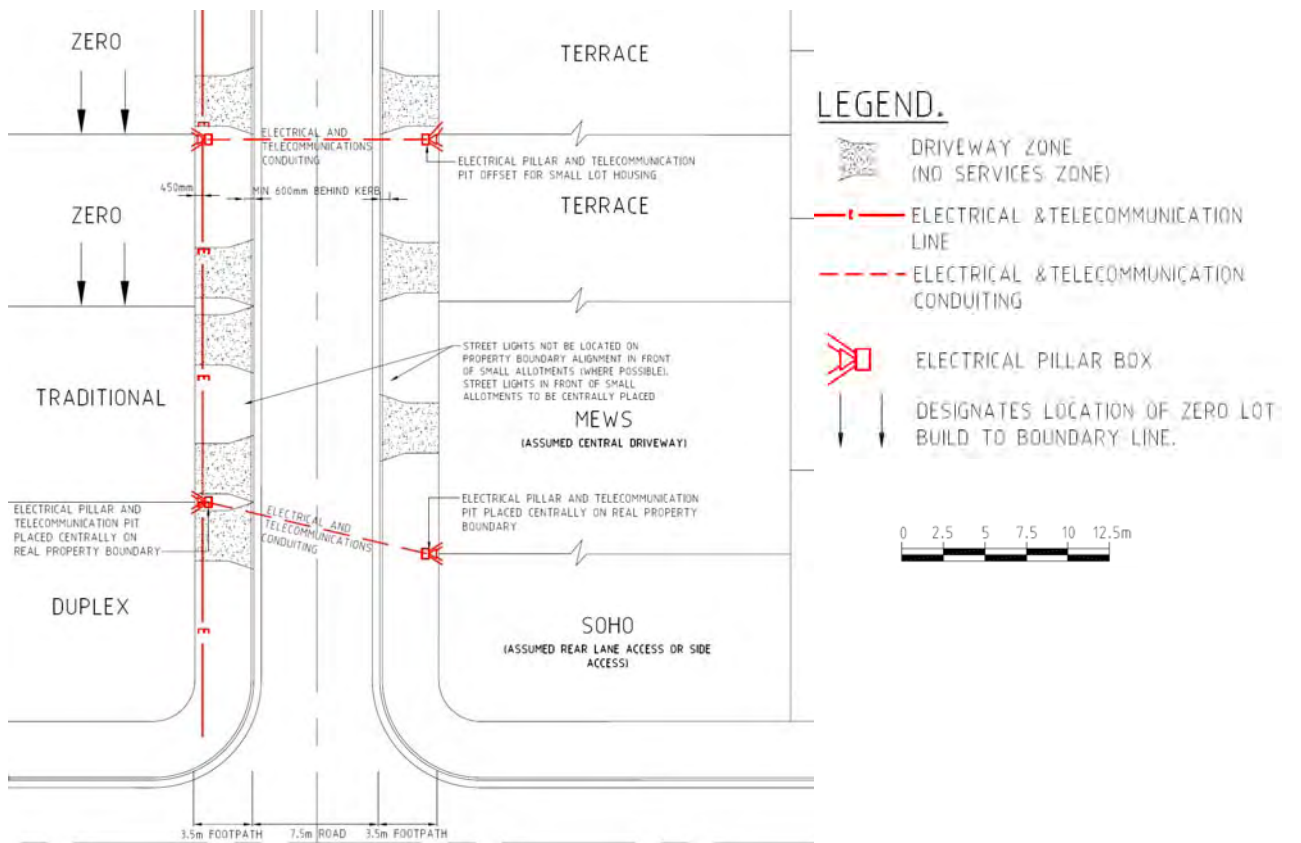 ZERO
TERRACE
ELECTRICAL AND
TELECOMMUNICATIONS
CONDUITING
ELECTRICAL PILLAR AND TELECOMMUNICATION
PIT OFFSET FOR SMALL LOT HOUSING.
450mm
MIN 600mm BEHIND KERB
ZERO
TERRACE
STREET LIGHTS NOT BE LOCATED ON
PROPERTY BOUNDARY ALIGNMENT IN FRONT
OF SMALL ALLOTMENTS (WHERE POSSIBLE).
STREET LIGHTS IN FRONT OF SMALL
ALLOTMENTS TO BE CENTRALLY PLACED
TRADITIONAL
MEWS
(ASSUMED CENTRAL DRIVEWAY)
ELECTRICAL PILLAR AND
TELECOMMUNICATION PIT
PLACED CENTRALLY ON
REAL PROPERTY BOUNDARY
ELECTRICAL AND
TELECOMMUNICATIONS
CONDUITING
ELECTRICAL PILLAR AND TELECOMMUNICATION
PIT PLACED CENTRALLY ON REAL PROPERTY
BOUNDARY
DUPLEX
SOHO
(ASSUMED REAR LANE ACCESS OR SIDE
ACCESS)
E
E
E
E
3.5m FOOTPATH
7.5m ROAD
3.5m FOOTPATH
LEGEND.
DRIVEWAY ZONE
(NO SERVICES ZONE)
E
ELECTRICAL &TELECOMMUNICATION
LINE
ELECTRICAL &TELECOMMUNICATION
CONDUITING
ELECTRICAL PILLAR BOX
DESIGNATES LOCATION OF ZERO LOT
BUILD TO BOUNDARY LINE.
0 2.5 5 7.5 10 12.5m